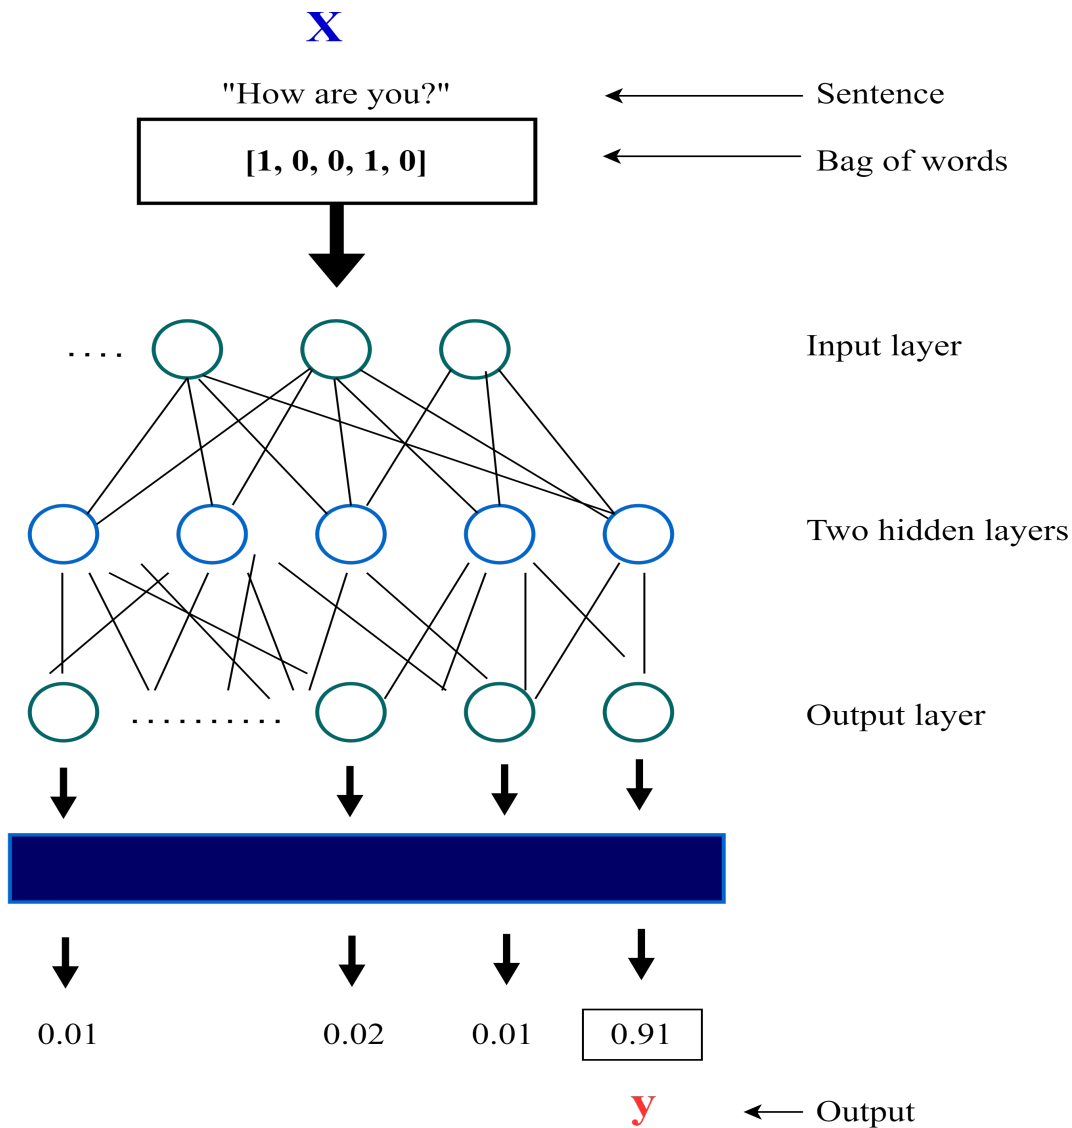 X
"How are you?"
Sentence
[1, 0, 0, 1, 0]
Bag of words
....
Input layer
Two hidden layers
..........
Output layer
0.01
0.02
0.01
0.91
y
Output